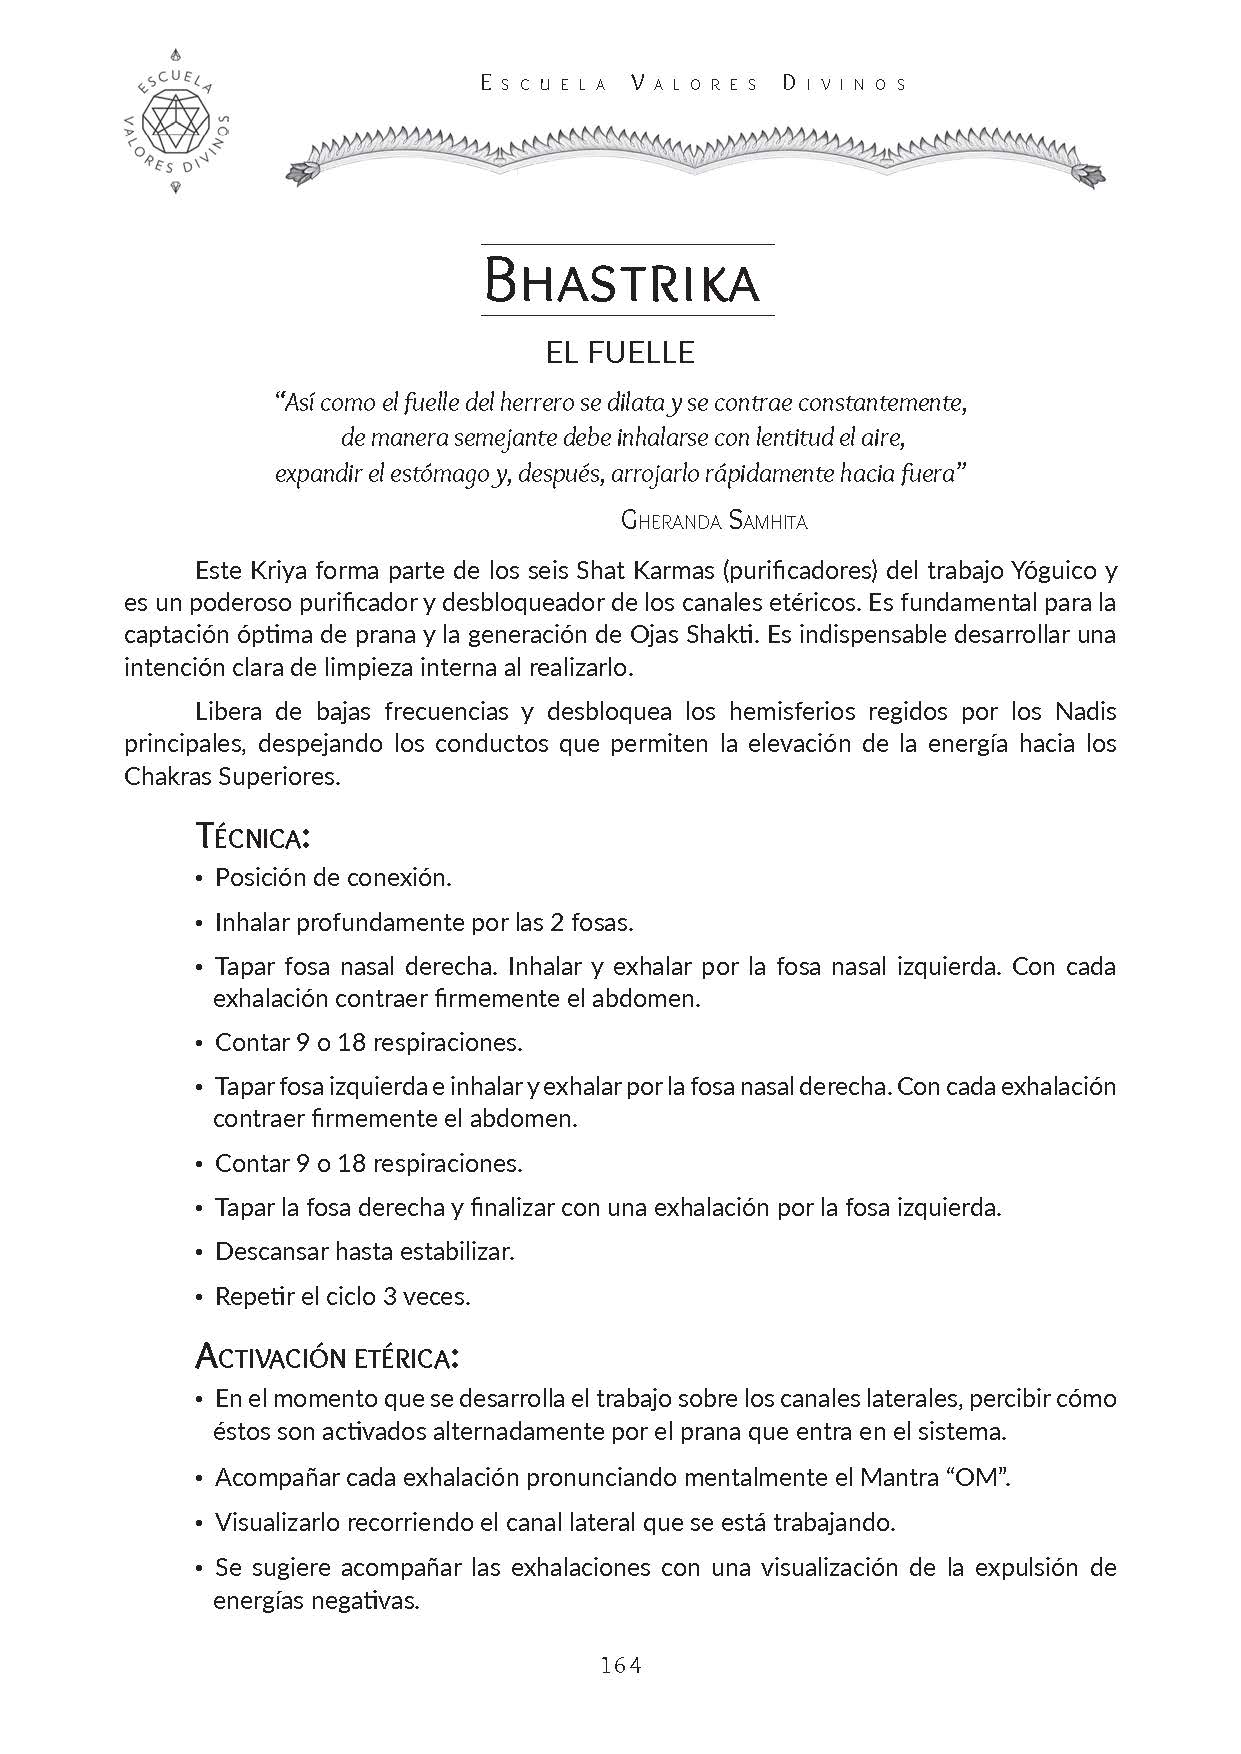 ESCUELA VALORES DIVINOS
ESCUELA VALORES DIVINOS
BHASTRIKA
EL FUELLE
“Así como el fuelle del herrero se dilata y se contrae constantemente,
de manera semejante debe inhalarse con lentitud el aire,
expandir el estómago y, después, arrojarlo rápidamente hacia fuera”
GHERANDA SAMHITA
Este Kriya forma parte de los seis Shat Karmas (purificadores) del trabajo Yóguico y
es un poderoso purificador y desbloqueador de los canales etéricos. Es fundamental para la
captación óptima de prana y la generación de Ojas Shakti. Es indispensable desarrollar una
intención clara de limpieza interna al realizarlo.
Libera de bajas frecuencias y desbloquea los hemisferios regidos por los Nadis
principales, despejando los conductos que permiten la elevación de la energía hacia los
Chakras Superiores.
TÉCNICA:
• Posición de conexión.
• Inhalar profundamente por las 2 fosas.
• Tapar fosa nasal derecha. Inhalar y exhalar por la fosa nasal izquierda. Con cada
exhalación contraer firmemente el abdomen.
• Contar 9 o 18 respiraciones.
• Tapar fosa izquierda e inhalar y exhalar por la fosa nasal derecha. Con cada exhalación
contraer firmemente el abdomen.
• Contar 9 o 18 respiraciones.
• Tapar la fosa derecha y finalizar con una exhalación por la fosa izquierda.
• Descansar hasta estabilizar.
• Repetir el ciclo 3 veces.
ACTIVACIÓN ETÉRICA:
• En el momento que se desarrolla el trabajo sobre los canales laterales, percibir cómo
éstos son activados alternadamente por el prana que entra en el sistema.
• Acompañar cada exhalación pronunciando mentalmente el Mantra “OM”.
• Visualizarlo recorriendo el canal lateral que se está trabajando.
• Se sugiere acompañar las exhalaciones con una visualización de la expulsión de
energías negativas.
164